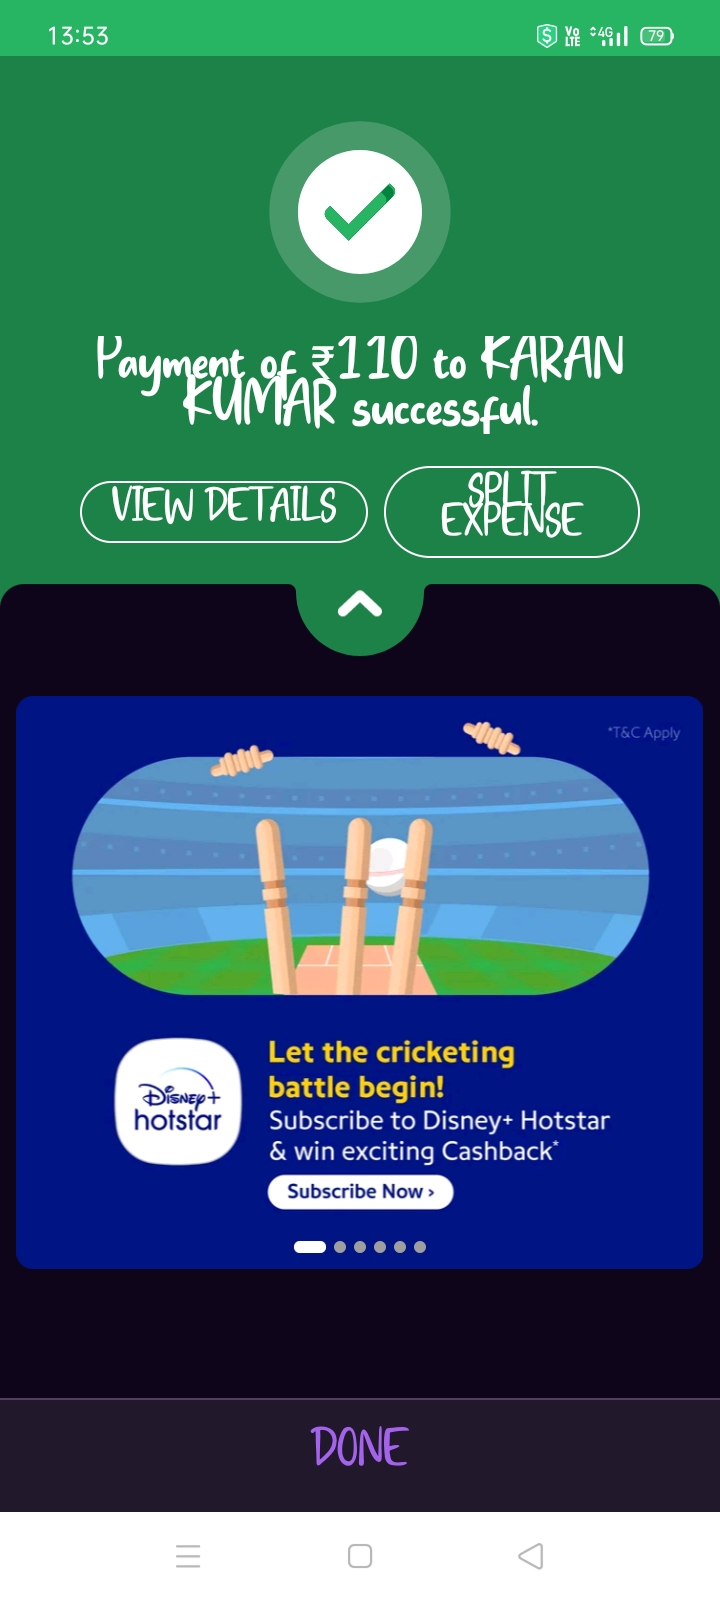 13:53
Vo LTE 4G 79
Payment of ₹110 to KARAN
KUMAR successful.
VIEW DETAILS
SPLIT
EXPENSE
*T&C Apply
Disney+
hotstar
Let the cricketing
battle begin!
Subscribe to Disney+ Hotstar
& win exciting Cashback*
Subscribe Now ›
DONE